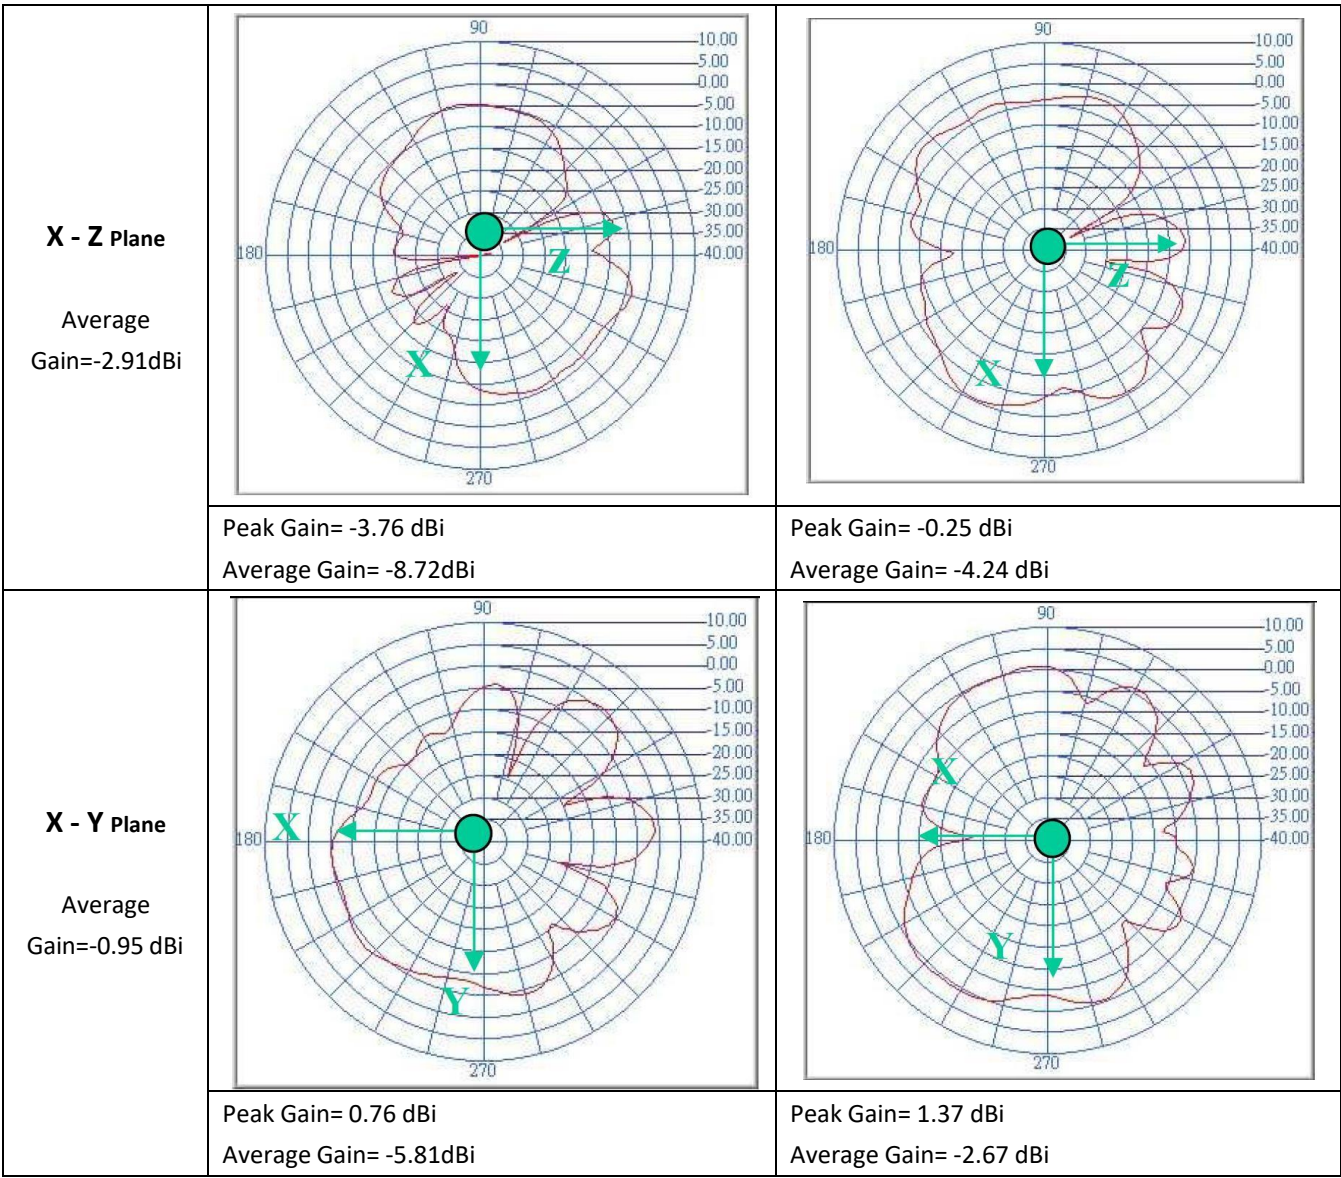 X - Z Plane
Average
Gain=-2.91dBi
90
10.00
5.00
0.00
-5.00
-10.00
-15.00
-20.00
-25.00
-30.00
-35.00
-40.00
180
Z
X
270
90
10.00
5.00
0.00
-5.00
-10.00
-15.00
-20.00
-25.00
-30.00
-35.00
-40.00
180
Z
X
270
Peak Gain= -3.76 dBi
Average Gain= -8.72dBi
Peak Gain= -0.25 dBi
Average Gain= -4.24 dBi
X - Y Plane
Average
Gain=-0.95 dBi
90
10.00
5.00
0.00
-5.00
-10.00
-15.00
-20.00
-25.00
-30.00
-35.00
-40.00
X
180
Y
270
90
10.00
5.00
0.00
-5.00
-10.00
-15.00
-20.00
-25.00
-30.00
-35.00
-40.00
X
180
Y
270
Peak Gain= 0.76 dBi
Average Gain= -5.81dBi
Peak Gain= 1.37 dBi
Average Gain= -2.67 dBi